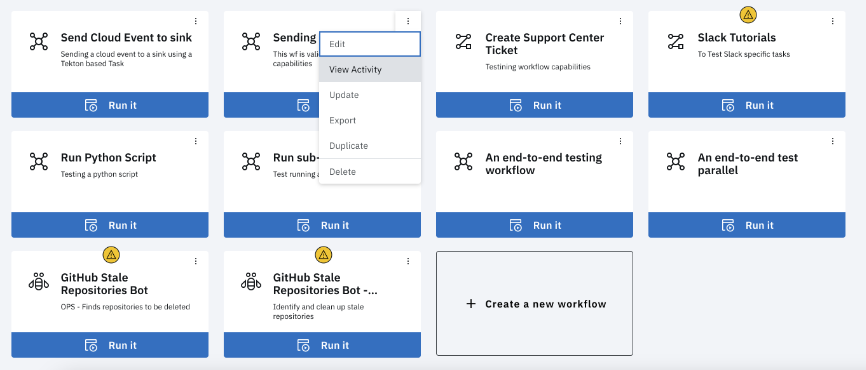 Send Cloud Event to sink
Sending a cloud event to a sink using a
Tekton based Task
Run it
Sending
This wf is vali
capabilities
Edit
View Activity
Update
Export
Duplicate
Delete
Create Support Center
Ticket
Testining workflow capabilities
Run it
Slack Tutorials
To Test Slack specific tasks
Run it
Run Python Script
Testing a python script
Run it
Run sub-
Test running a
Run it
An end-to-end testing
workflow
Run it
An end-to-end test
parallel
Run it
GitHub Stale
Repositories Bot
OPS - Finds repositories to be deleted
Run it
GitHub Stale
Repositories Bot -...
Identify and clean up stale
repositories
Run it
+ Create a new workflow